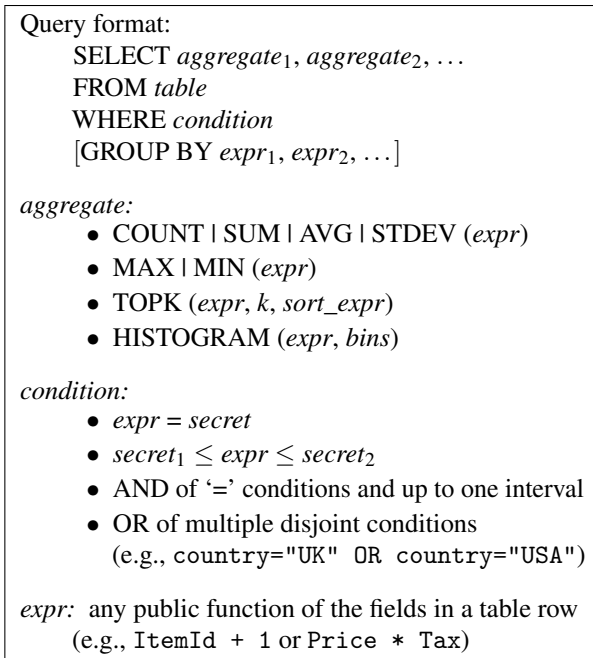 Query format:
SELECT aggregate₁, aggregate₂, …
FROM table
WHERE condition
[GROUP BY expr₁, expr₂, …]
aggregate:
• COUNT | SUM | AVG | STDEV (expr)
• MAX | MIN (expr)
• TOPK (expr, k, sort_expr)
• HISTOGRAM (expr, bins)
condition:
• expr = secret
• secret₁ ≤ expr ≤ secret₂
• AND of ‘=’ conditions and up to one interval
• OR of multiple disjoint conditions
(e.g., country="UK" OR country="USA")
expr: any public function of the fields in a table row
(e.g., ItemId + 1 or Price * Tax)